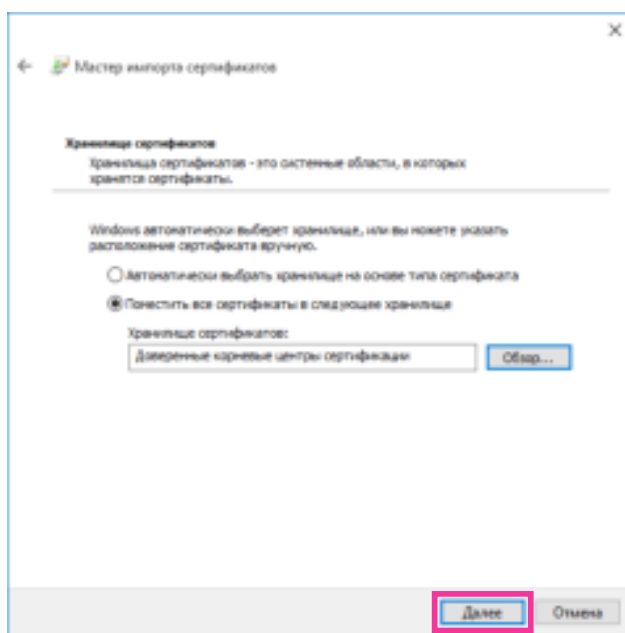 Мастер импорта сертификатов
Хранилище сертификатов
Хранилища сертификатов - это системные области, в которых
хранятся сертификаты.
Windows автоматически выберет хранилище, или вы можете указать
расположение сертификата вручную.
Автоматически выбрать хранилище на основе типа сертификата
Поместить все сертификаты в следующее хранилище
Хранилище сертификатов:
Доверенные корневые центры сертификации
Обзор...
Далее
Отмена